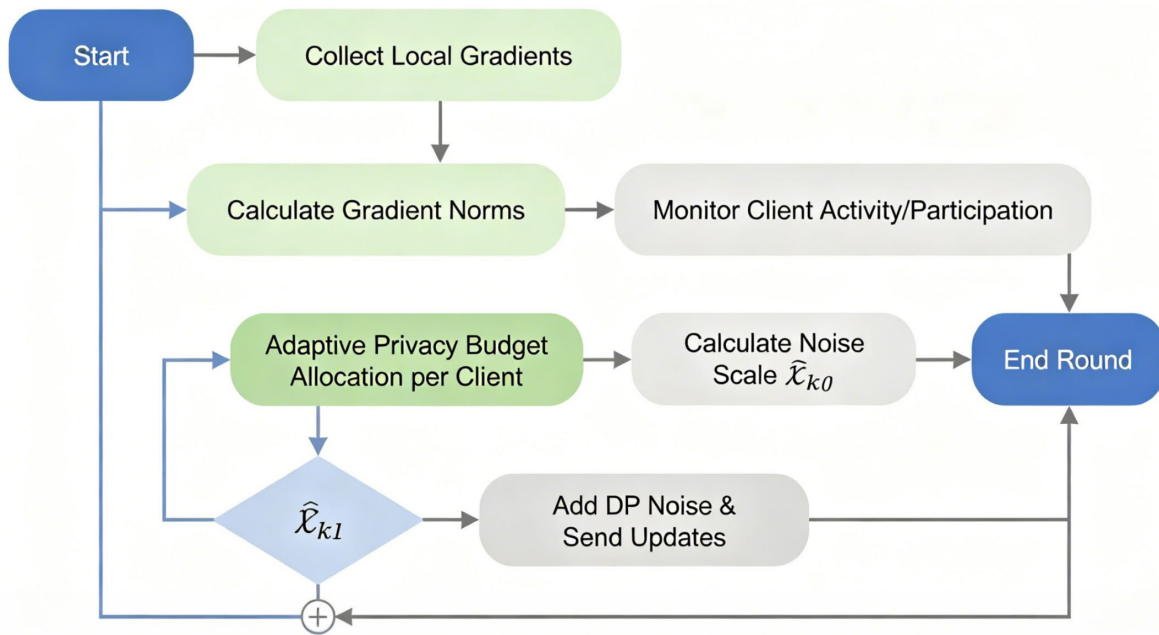 Start
Collect Local Gradients
Calculate Gradient Norms
Monitor Client Activity/Participation
Adaptive Privacy Budget
Allocation per Client
Calculate Noise
Scale 𝒳̂ₖ₀
End Round
𝒳̂ₖ₁
Add DP Noise &
Send Updates
+